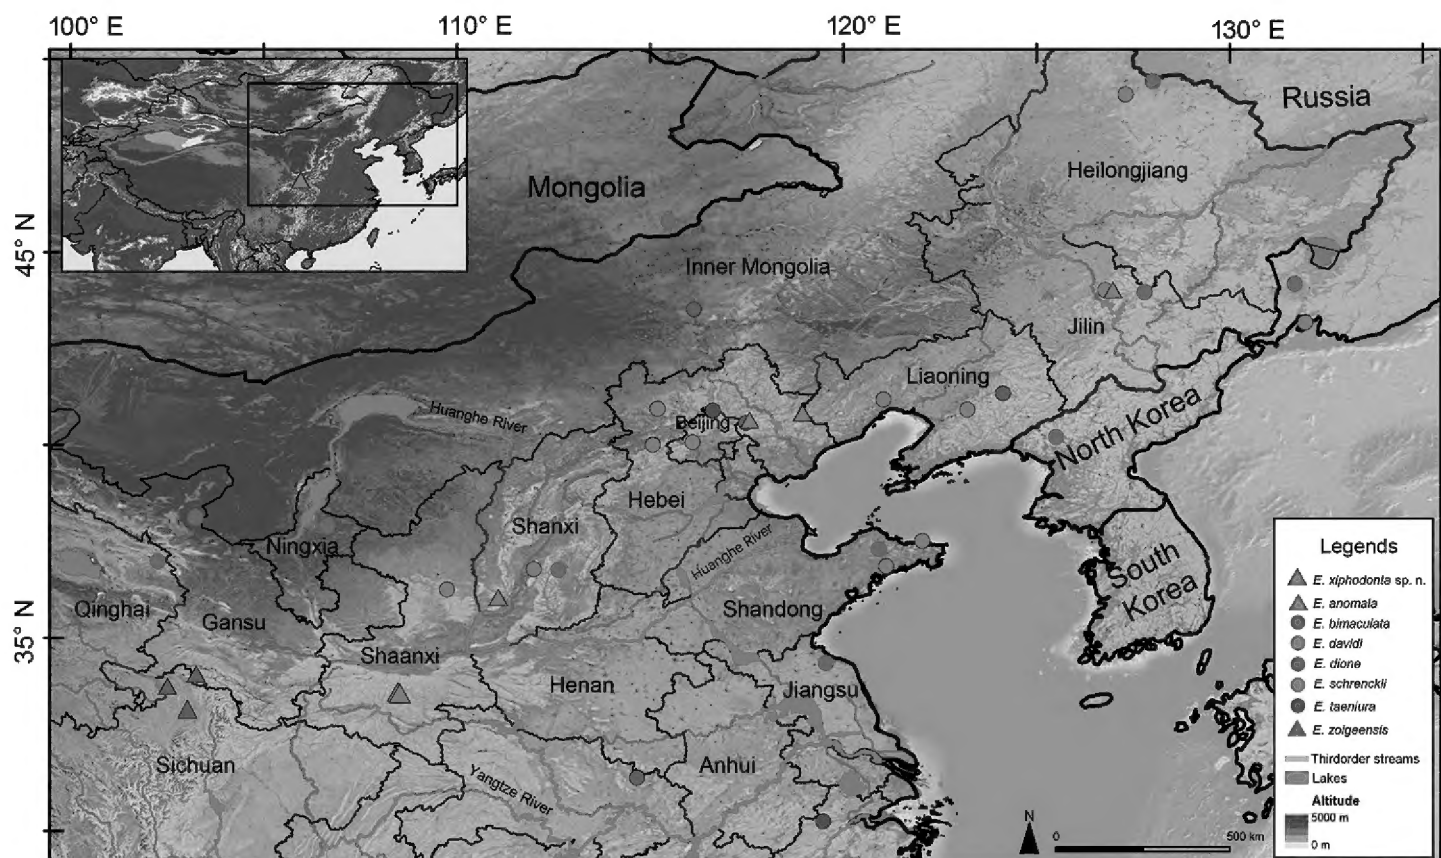 100° E 110° E 120° E 130° E
45° N
35° N
Russia
Heilongjiang
Mongolia
Inner Mongolia
Jilin
Liaoning
Huanghe River
Beijing
North Korea
Hebei
Shanxi
Huanghe River
Ningxia
South Korea
Qinghai
Gansu
Shandong
Shaanxi
Henan
Jiangsu
Sichuan
Anhui
Yangtze River
Legends
E. xiphodonta sp. n.
E. anomala
E. bimaculata
E. davidi
E. dione
E. schrenckii
E. taeniura
E. zoigeensis
Thirdorder streams
Lakes
Altitude
5000 m
0 m
N
0 500 km